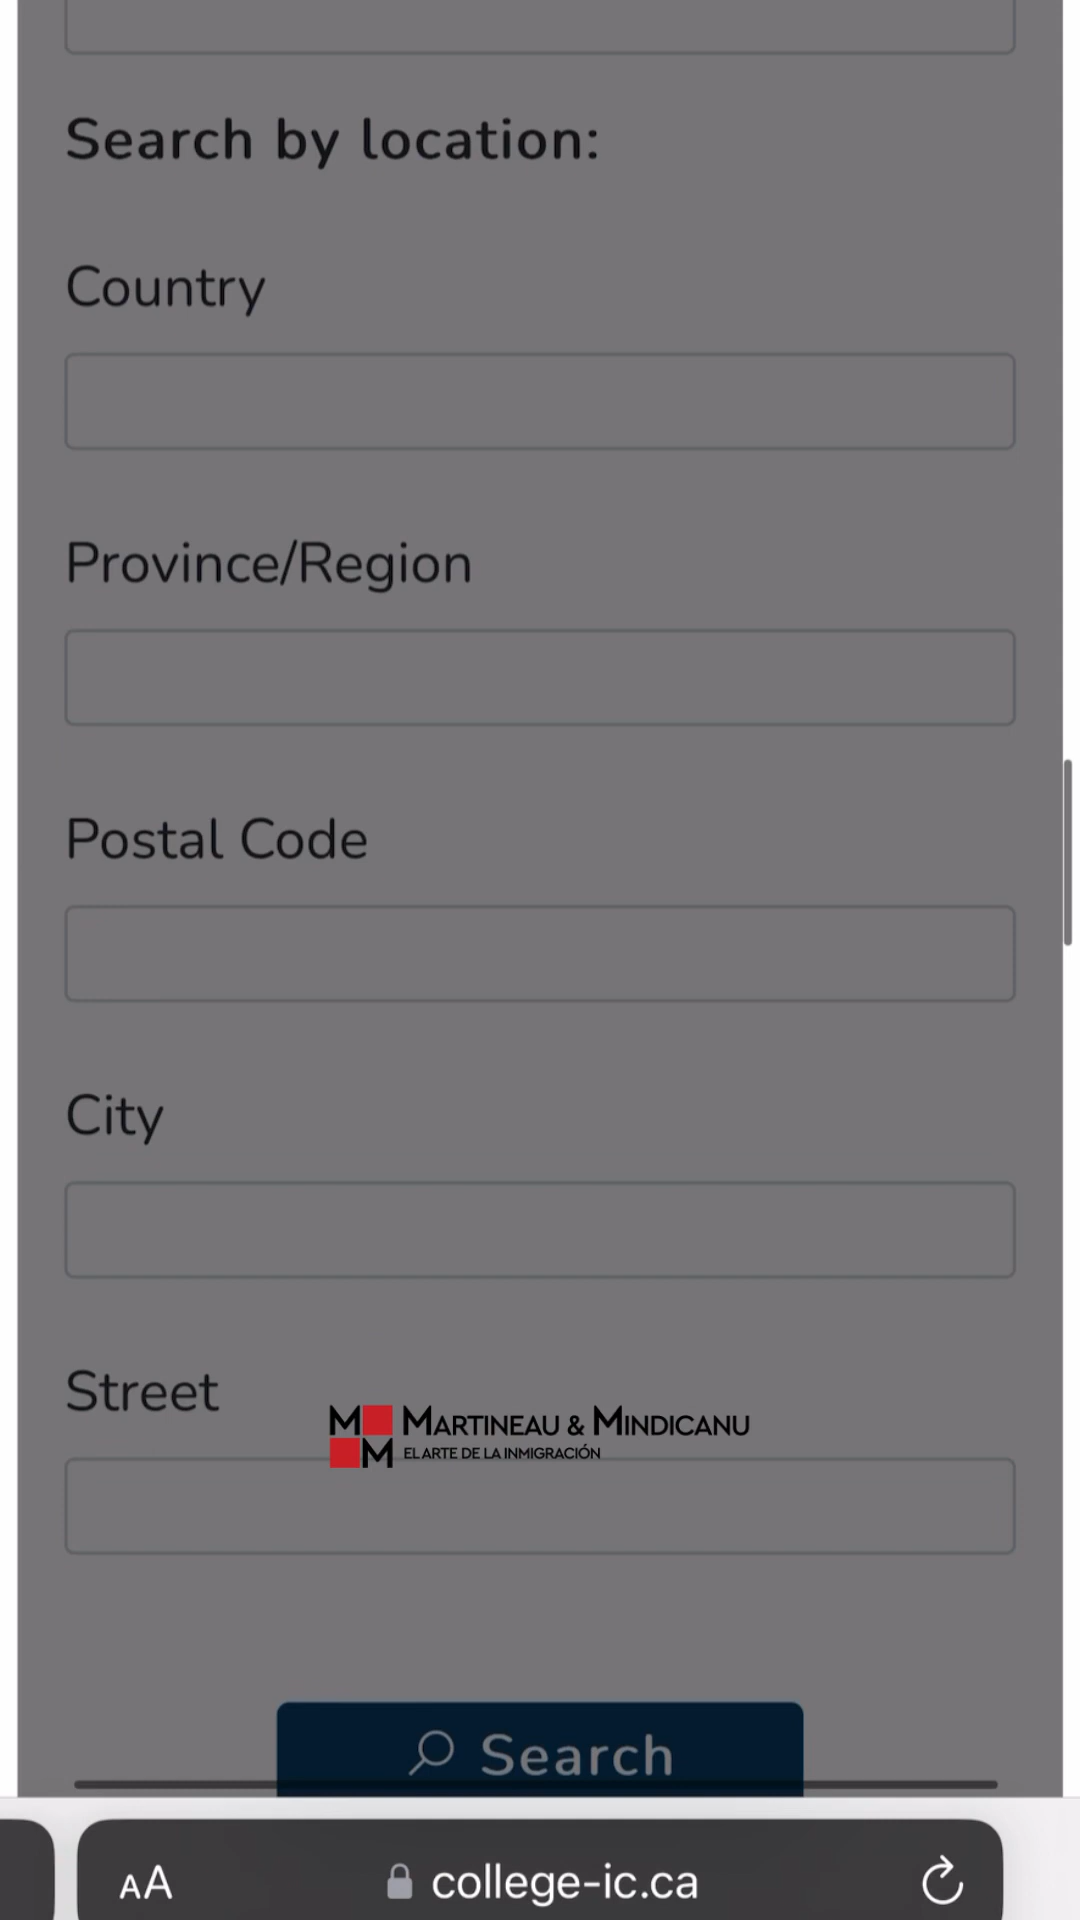 Search by location:
Country
Province/Region
Postal Code
City
Street
MM MARTINEAU & MINDICANU
EL ARTE DE LA INMIGRACIÓN
Search
AA college-ic.ca